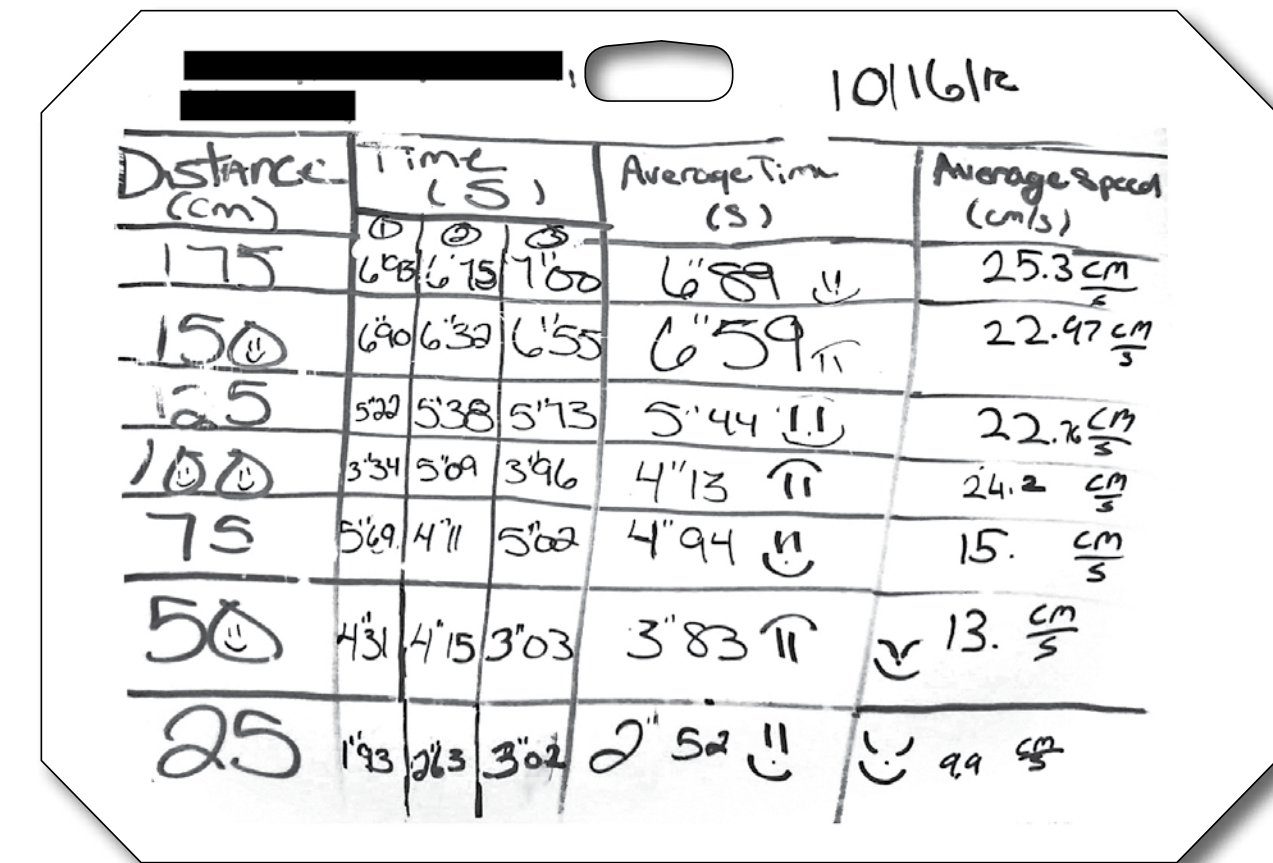 10/16/12
Distance (cm) Time (s) Average Time (s) Average Speed (cm/s)
① ② ③
175 6"93 6"75 7"00 6"89 25.3 cm/s
150 6"90 6"32 6"55 6"59 22.97 cm/s
125 5"22 5"38 5"73 5"44 22.76 cm/s
100 3"34 5"09 3"96 4"13 24.2 cm/s
75 5"69 4"11 5"02 4"94 15. cm/s
50 4"31 4"15 3"03 3"83 13. cm/s
25 1"93 2"63 3"02 2"52 9.9 cm/s